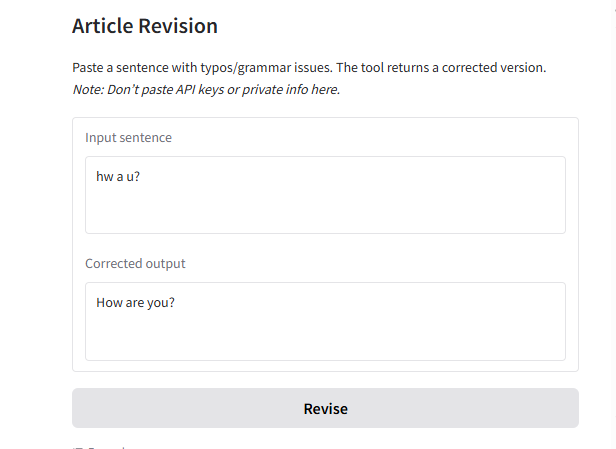 Article Revision
Paste a sentence with typos/grammar issues. The tool returns a corrected version.
Note: Don’t paste API keys or private info here.
Input sentence
hw a u?
Corrected output
How are you?
Revise